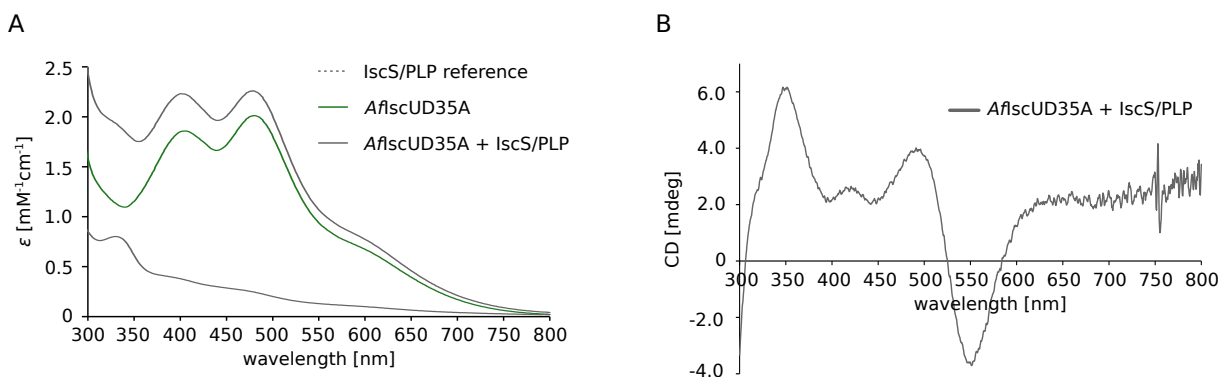 A
ε [mM-1cm-1]
2.5
2.0
1.5
1.0
0.5
0
300 350 400 450 500 550 600 650 700 750 800
wavelength [nm]
IscS/PLP reference
AfIscUD35A
AfIscUD35A + IscS/PLP
B
CD [mdeg]
6.0
4.0
2.0
0
-2.0
-4.0
300 350 400 450 500 550 600 650 700 750 800
wavelength [nm]
AfIscUD35A + IscS/PLP